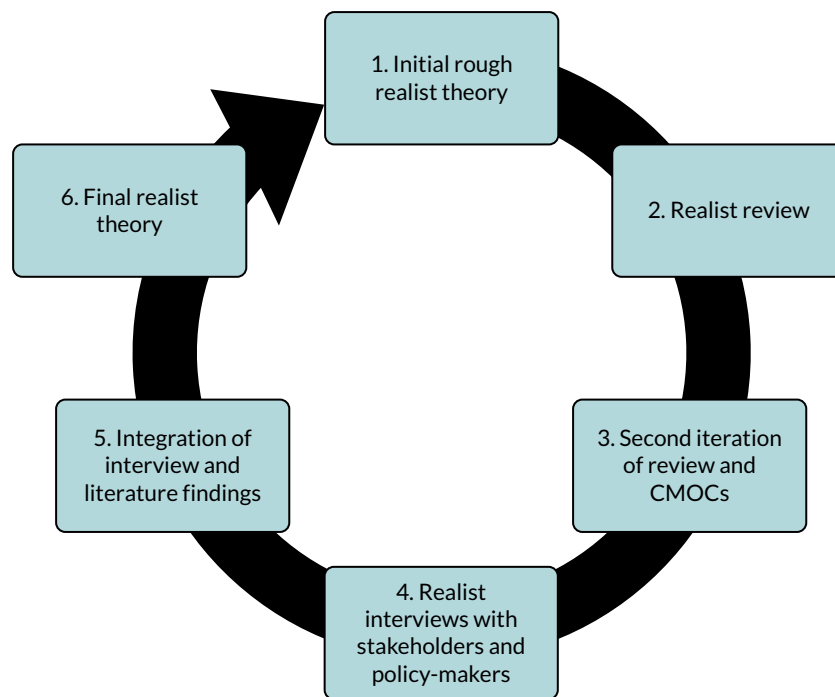 1. Initial rough
realist theory
2. Realist review
3. Second iteration
of review and
CMOCs
4. Realist
interviews with
stakeholders and
policy-makers
5. Integration of
interview and
literature findings
6. Final realist
theory